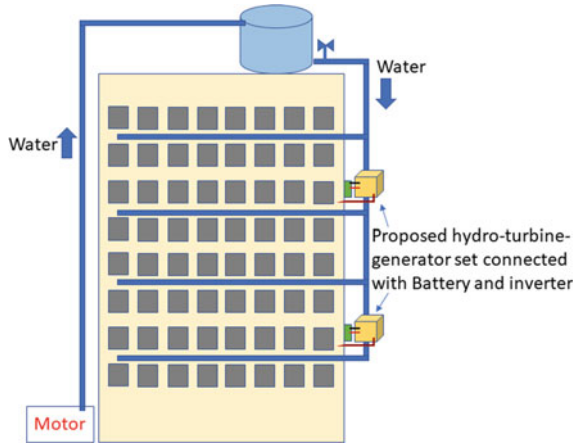 Water
Water
Proposed hydro-turbine-
generator set connected
with Battery and inverter
Motor